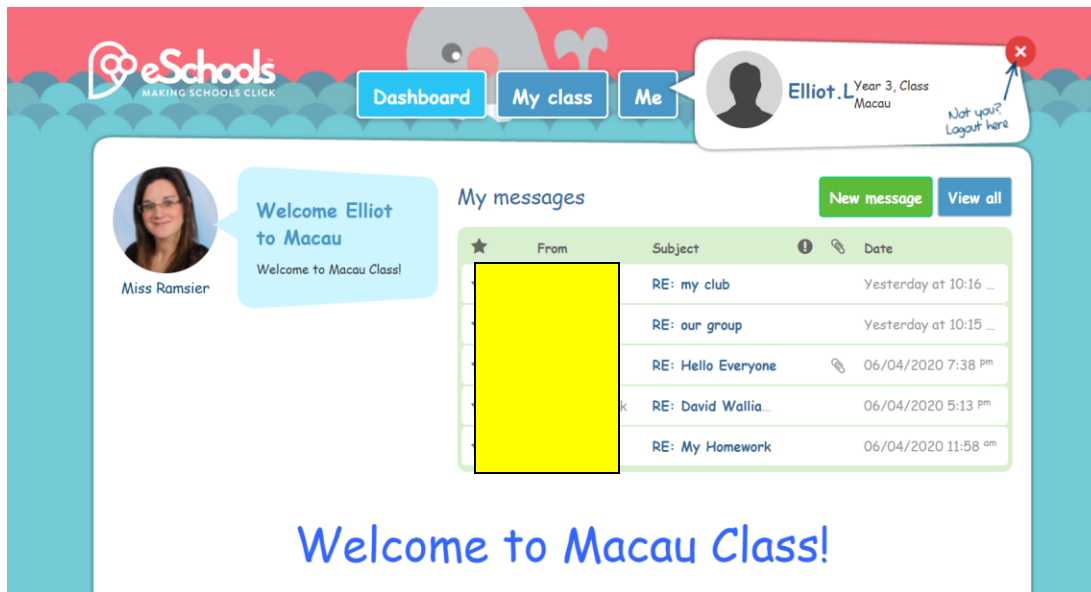 eSchools
MAKING SCHOOLS CLICK
Dashboard
My class
Me
Elliot.L Year 3, Class
Macau
Not you?
Logout here
Miss Ramsier
Welcome Elliot
to Macau
Welcome to Macau Class!
My messages
New message
View all
From Subject Date
RE: my club Yesterday at 10:16 ...
RE: our group Yesterday at 10:15 ...
RE: Hello Everyone 06/04/2020 7:38 pm
k RE: David Wallia... 06/04/2020 5:13 pm
RE: My Homework 06/04/2020 11:58 am
Welcome to Macau Class!